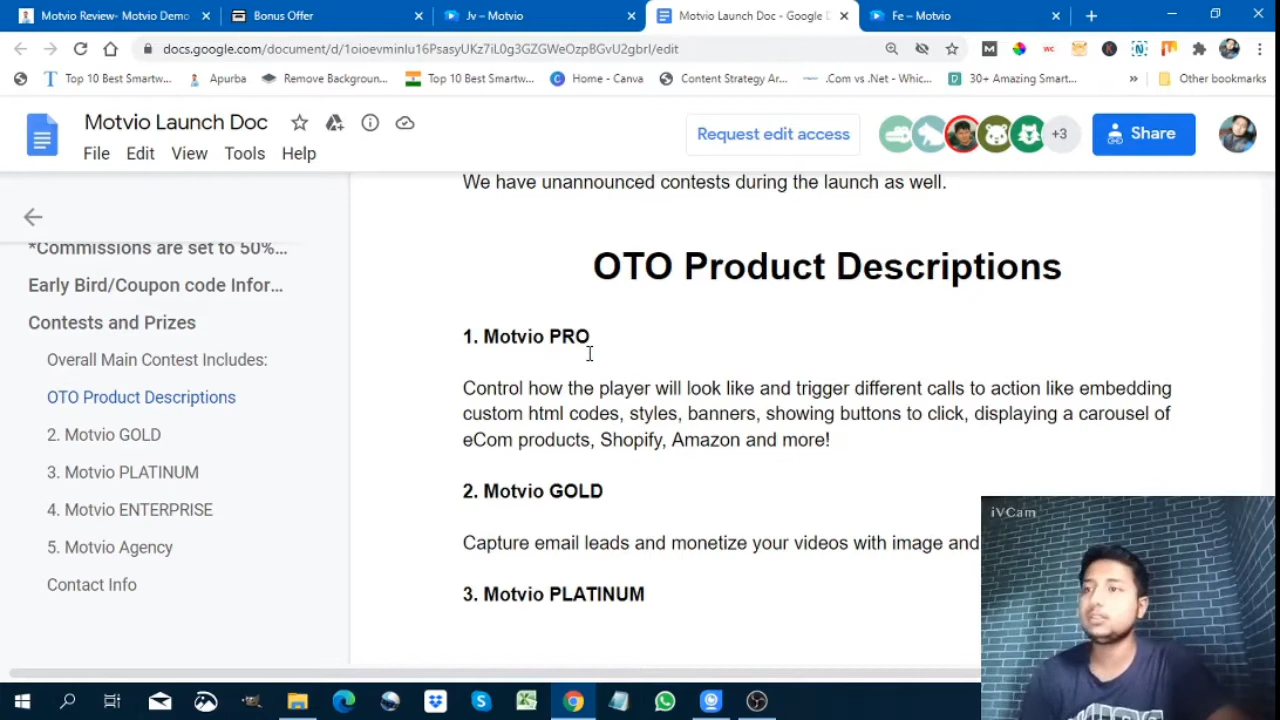 Motvio Review- Motvio Demo
Bonus Offer
Jv – Motvio
Motvio Launch Doc - Google D
Fe – Motvio
docs.google.com/document/d/1oioevminlu16PsasyUKz7iL0g3GZGWeOzpBGvU2gbrl/edit
Top 10 Best Smartw...
Apurba
Remove Backgroun...
Top 10 Best Smartw...
Home - Canva
Content Strategy Ar...
.Com vs .Net - Whic...
30+ Amazing Smart...
Other bookmarks
Motvio Launch Doc
File Edit View Tools Help
Request edit access
+3
Share
*Commissions are set to 50%...
Early Bird/Coupon code Infor...
Contests and Prizes
Overall Main Contest Includes:
OTO Product Descriptions
2. Motvio GOLD
3. Motvio PLATINUM
4. Motvio ENTERPRISE
5. Motvio Agency
Contact Info
We have unannounced contests during the launch as well.
OTO Product Descriptions
1. Motvio PRO
Control how the player will look like and trigger different calls to action like embedding
custom html codes, styles, banners, showing buttons to click, displaying a carousel of
eCom products, Shopify, Amazon and more!
2. Motvio GOLD
Capture email leads and monetize your videos with image and
3. Motvio PLATINUM
iVCam